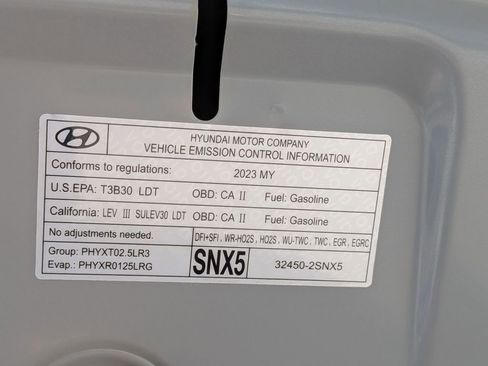 HYUNDAI MOTOR COMPANY
VEHICLE EMISSION CONTROL INFORMATION
Conforms to regulations: 2023 MY
U.S.EPA: T3B30 LDT OBD: CA II Fuel: Gasoline
California: LEV III SULEV30 LDT OBD: CA II Fuel: Gasoline
No adjustments needed. DFI+SFI, WR-HO2S, HO2S, WU-TWC, TWC, EGR, EGRC
Group: PHYXT02.5LR3
Evap.: PHYXR0125LRG
SNX5 32450-2SNX5